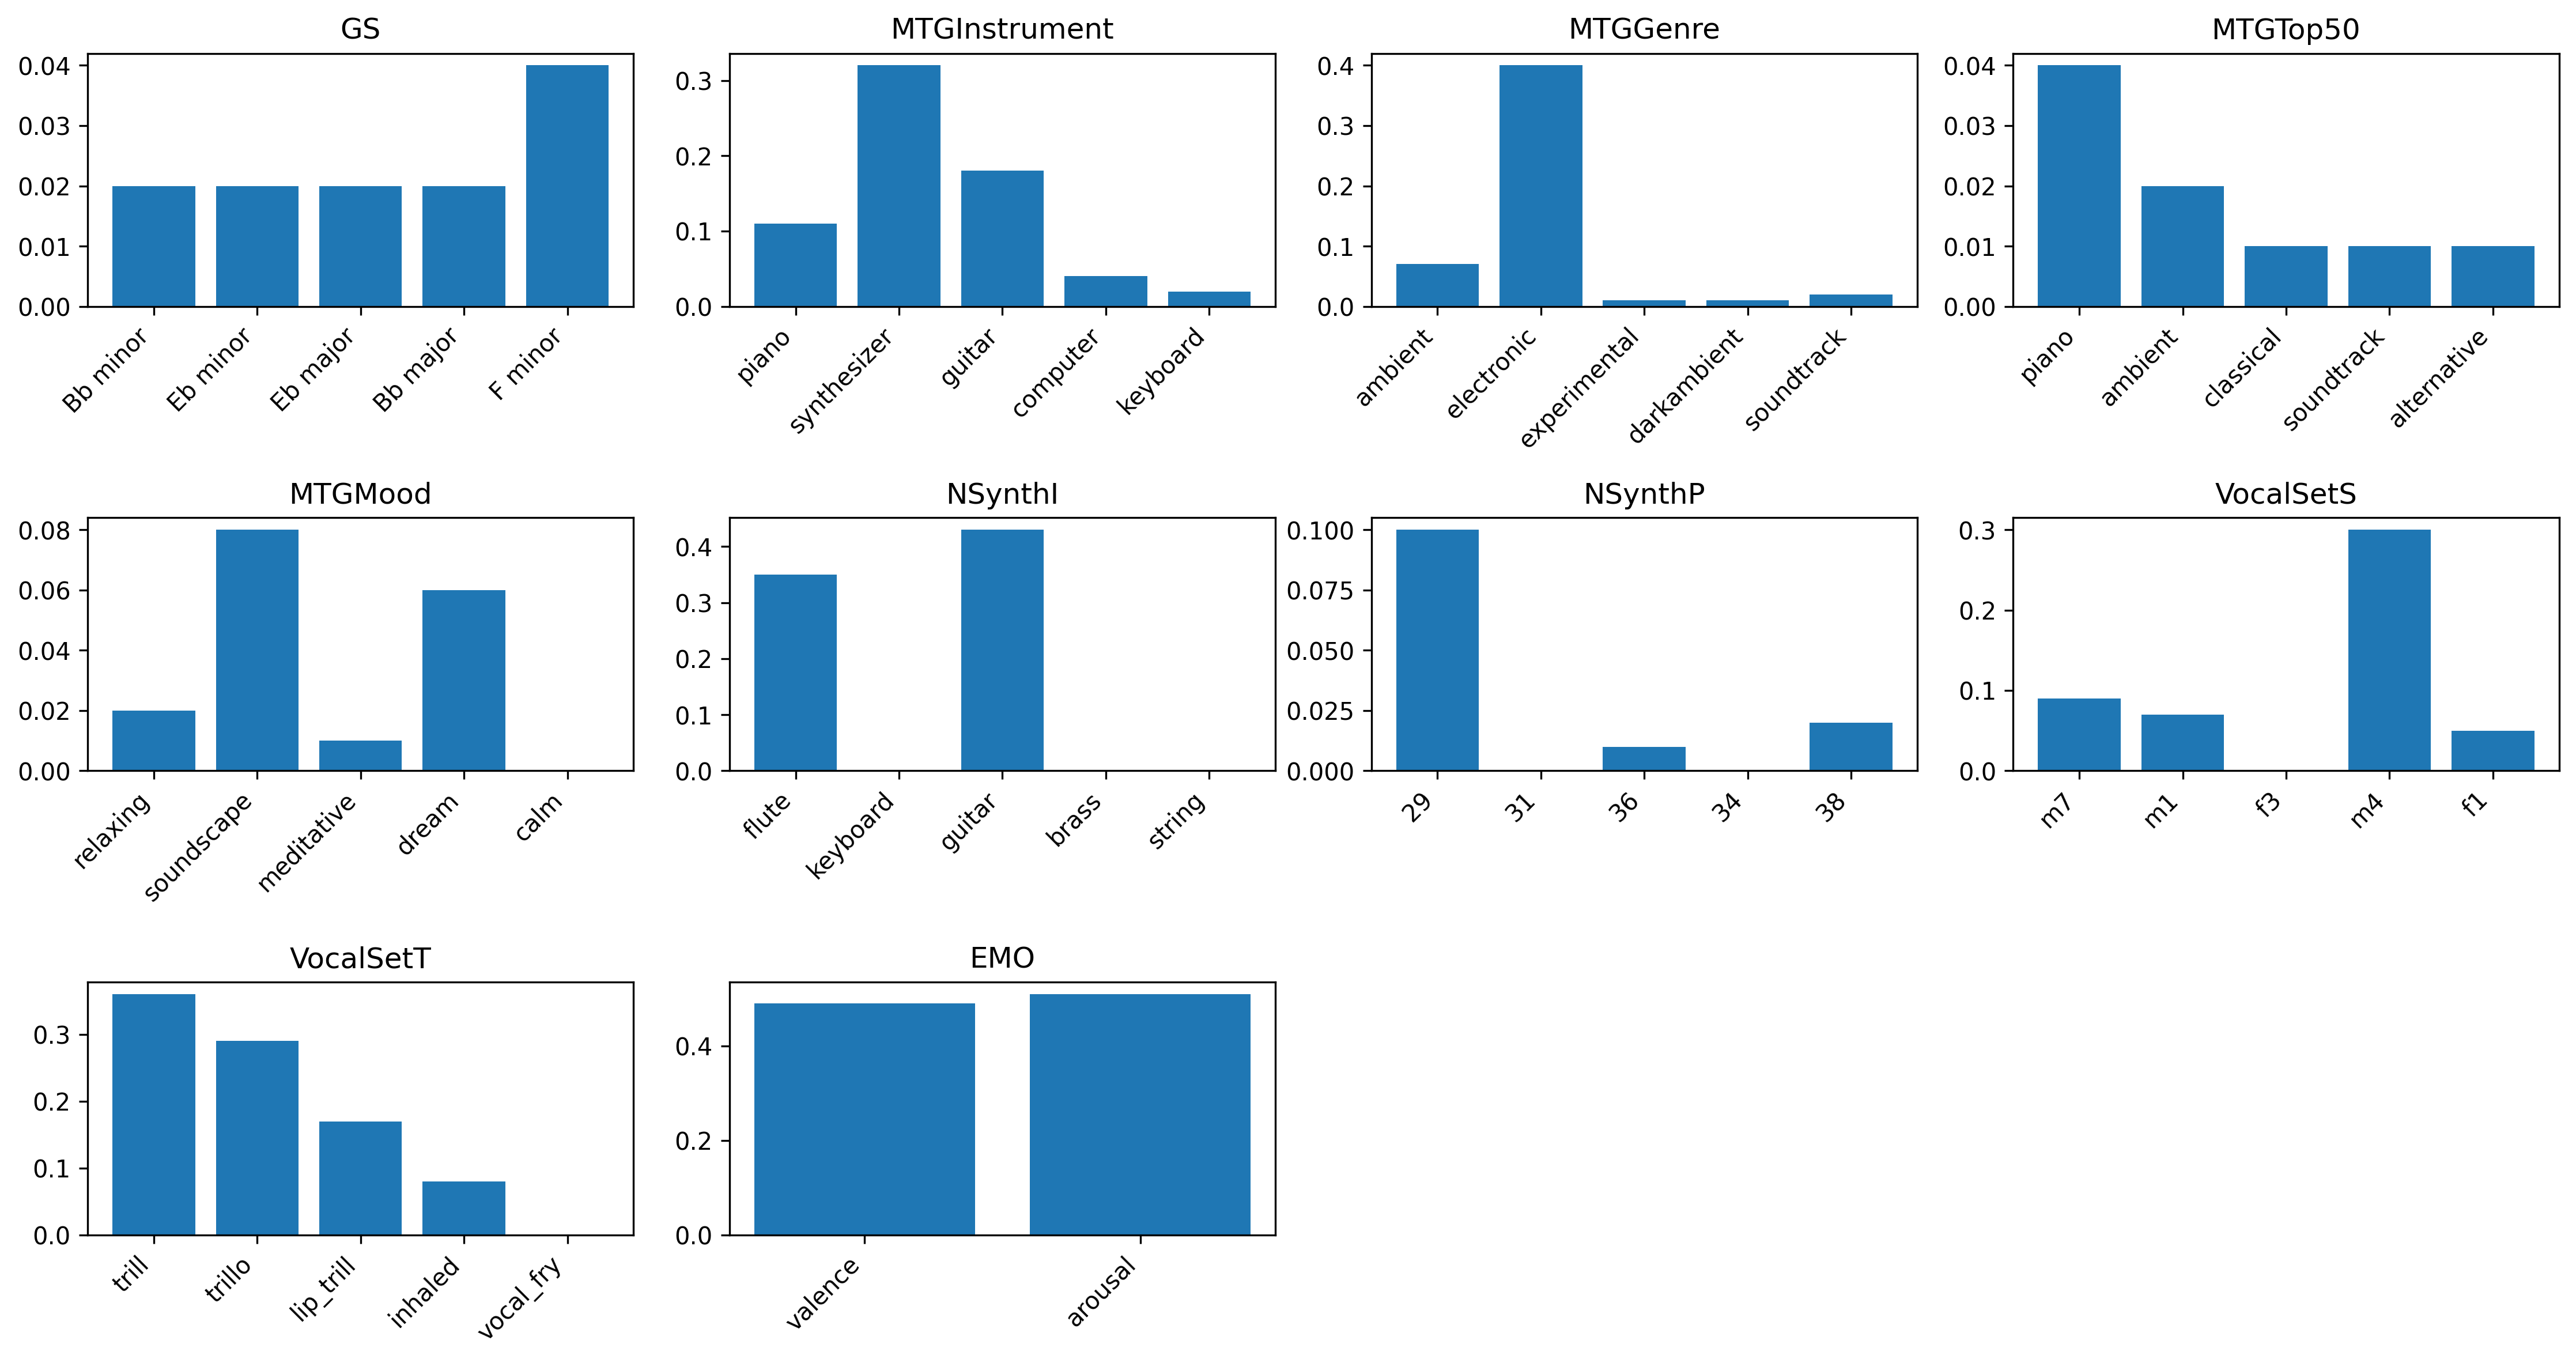 GS
0.04
0.03
0.02
0.01
0.00
Bb minor
Eb minor
Eb major
Bb major
F minor
MTGInstrument
0.3
0.2
0.1
0.0
piano
synthesizer
guitar
computer
keyboard
MTGGenre
0.4
0.3
0.2
0.1
0.0
ambient
electronic
experimental
darkambient
soundtrack
MTGTop50
0.04
0.03
0.02
0.01
0.00
piano
ambient
classical
soundtrack
alternative
MTGMood
0.08
0.06
0.04
0.02
0.00
relaxing
soundscape
meditative
dream
calm
NSynthI
0.4
0.3
0.2
0.1
0.0
flute
keyboard
guitar
brass
string
NSynthP
0.100
0.075
0.050
0.025
0.000
29
31
36
34
38
VocalSetS
0.3
0.2
0.1
0.0
m7
m1
f3
m4
f1
VocalSetT
0.3
0.2
0.1
0.0
trill
trillo
lip_trill
inhaled
vocal_fry
EMO
0.4
0.2
0.0
valence
arousal